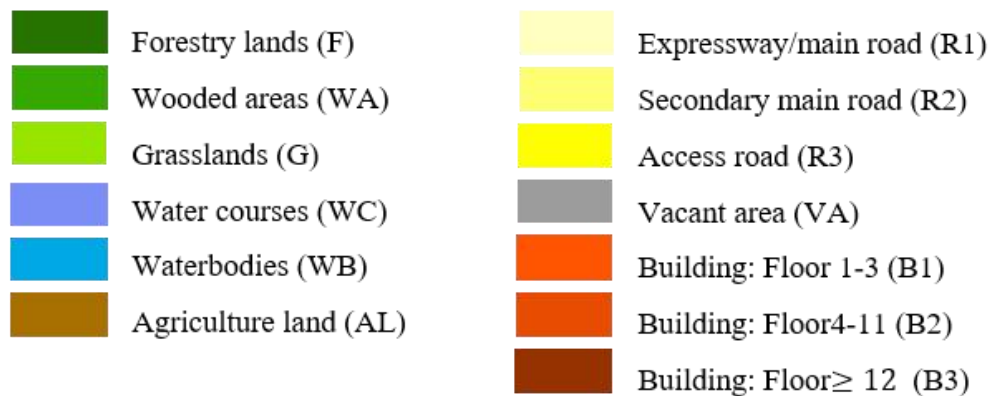 Forestry lands (F)
Wooded areas (WA)
Grasslands (G)
Water courses (WC)
Waterbodies (WB)
Agriculture land (AL)
Expressway/main road (R1)
Secondary main road (R2)
Access road (R3)
Vacant area (VA)
Building: Floor 1-3 (B1)
Building: Floor4-11 (B2)
Building: Floor≥ 12 (B3)